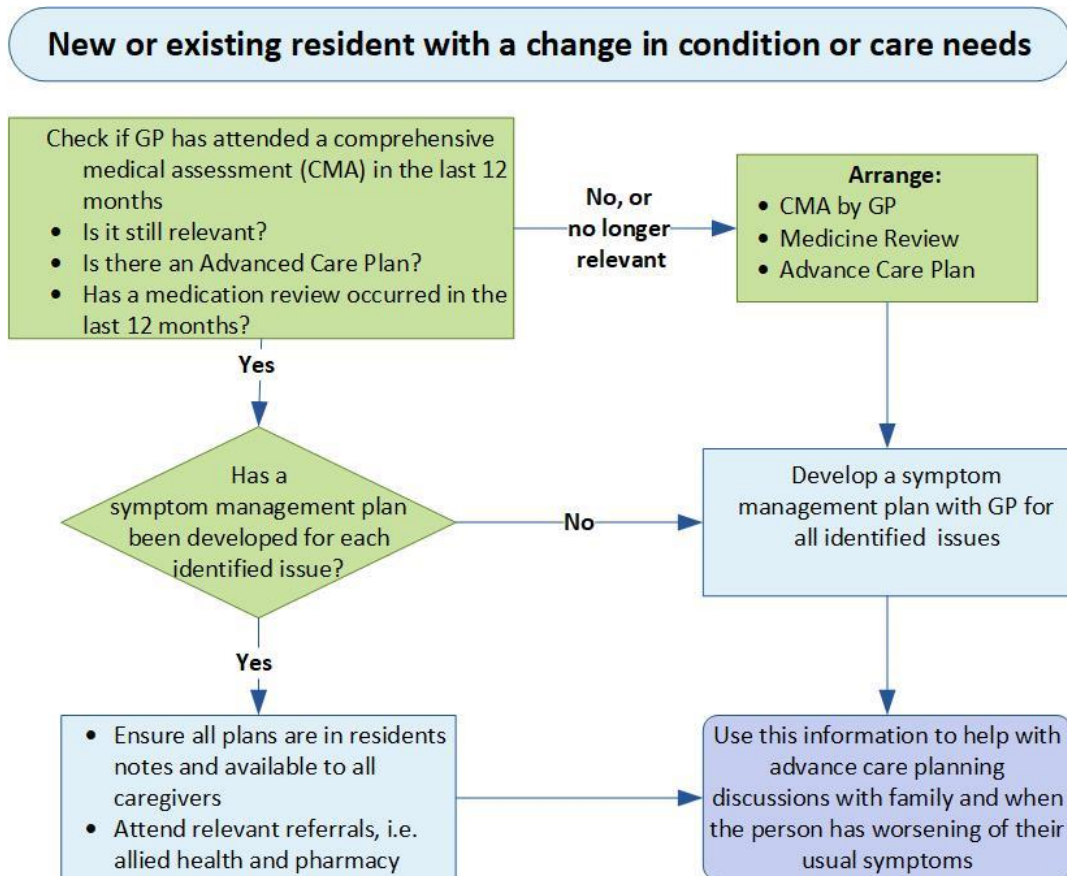 New or existing resident with a change in condition or care needs
Check if GP has attended a comprehensive
medical assessment (CMA) in the last 12
months
• Is it still relevant?
• Is there an Advanced Care Plan?
• Has a medication review occurred in the
last 12 months?
No, or
no longer
relevant
Arrange:
• CMA by GP
• Medicine Review
• Advance Care Plan
Yes
Has a
symptom management plan
been developed for each
identified issue?
No
Develop a symptom
management plan with GP for
all identified issues
Yes
• Ensure all plans are in residents
notes and available to all
caregivers
• Attend relevant referrals, i.e.
allied health and pharmacy
Use this information to help with
advance care planning
discussions with family and when
the person has worsening of their
usual symptoms